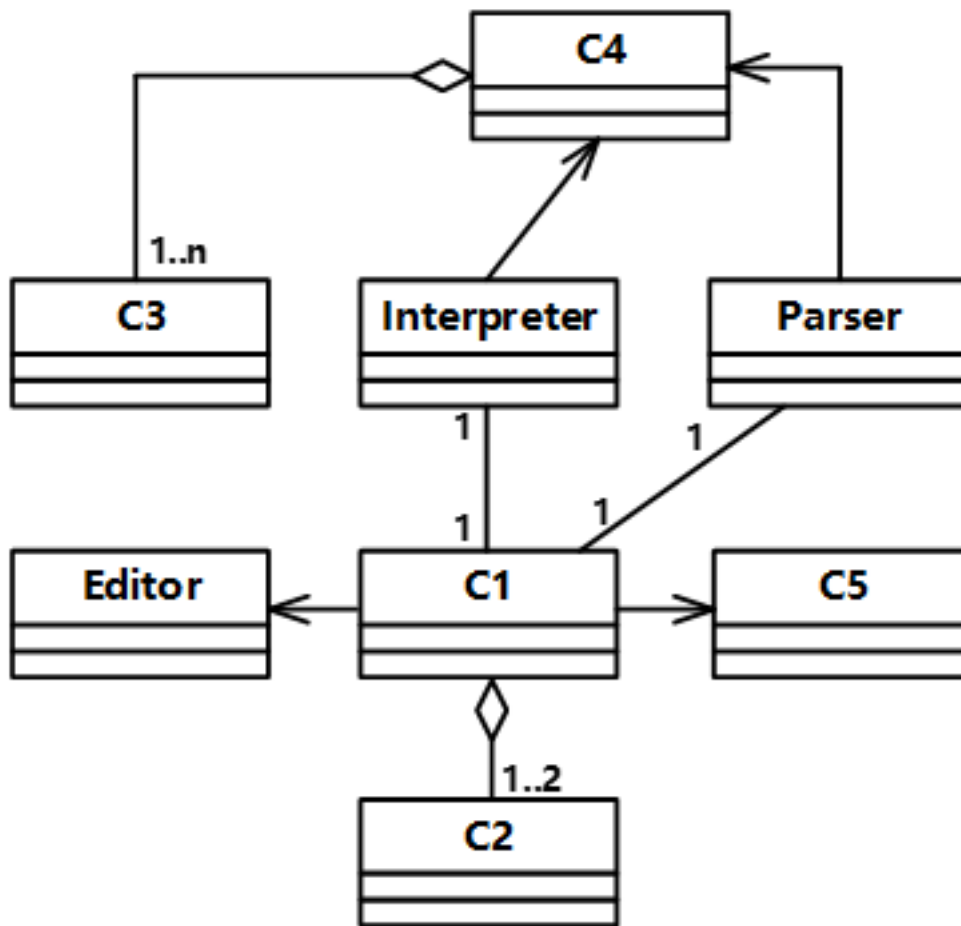 C4
1..n
C3
Interpreter
Parser
1
1
1
1
Editor
C1
C5
1..2
C2